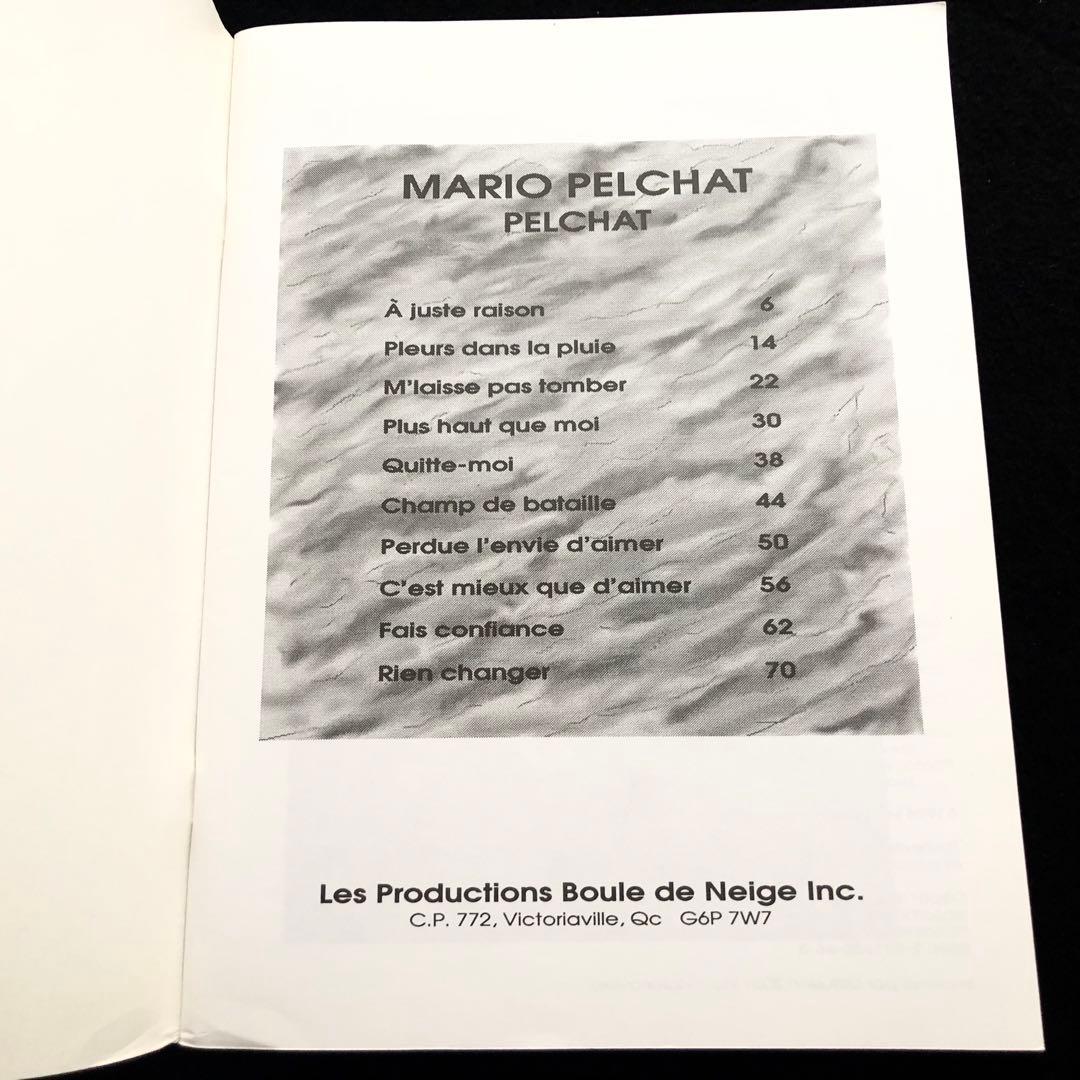 MARIO PELCHAT
PELCHAT
À juste raison 6
Pleurs dans la pluie 14
M'laisse pas tomber 22
Plus haut que moi 30
Quitte-moi 38
Champ de bataille 44
Perdue l'envie d'aimer 50
C'est mieux que d'aimer 56
Fais confiance 62
Rien changer 70
Les Productions Boule de Neige Inc.
C.P. 772, Victoriaville, Qc G6P 7W7